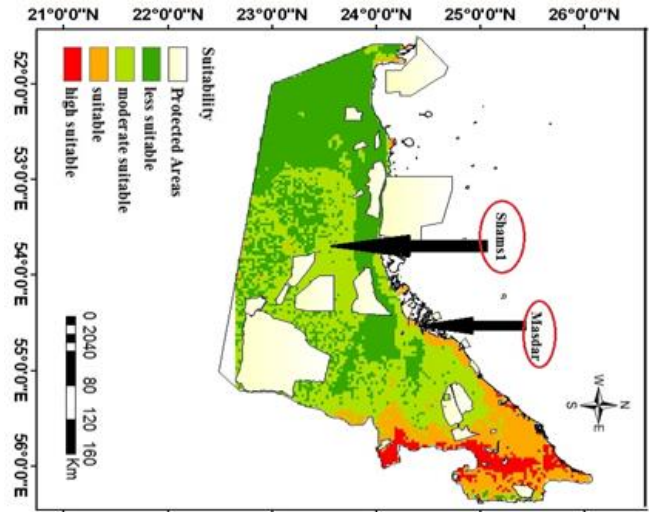 21°0'0"N 22°0'0"N 23°0'0"N 24°0'0"N 25°0'0"N 26°0'0"N
52°0'0"E
53°0'0"E
54°0'0"E
55°0'0"E
56°0'0"E
Suitability
Protected Areas
less suitable
moderate suitable
suitable
high suitable
Shams1
Masdar
N
W
E
S
0 2040 80 120 160
Km